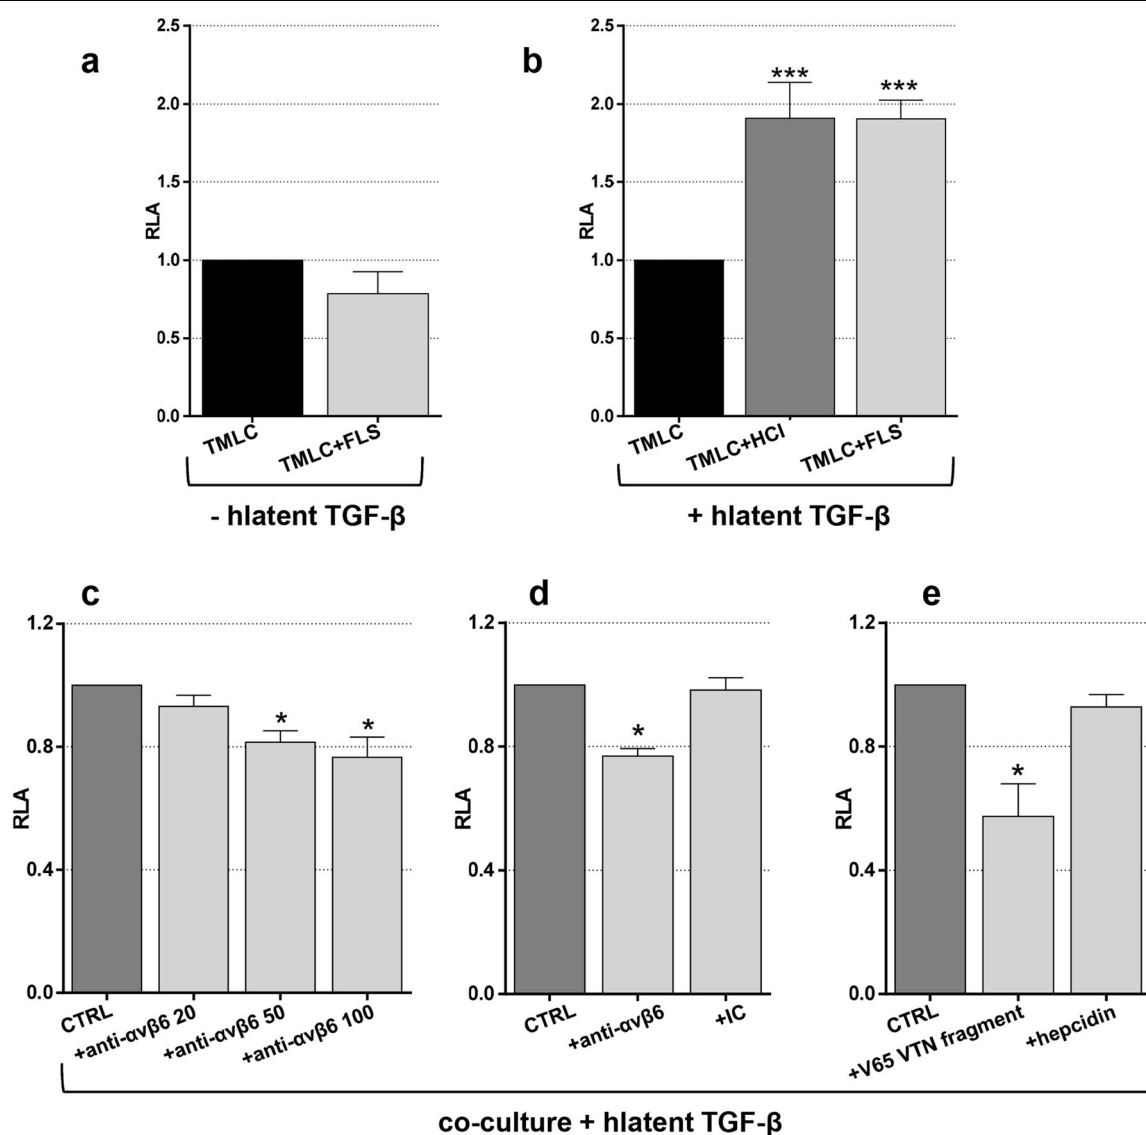 a
2.5
2.0
1.5
1.0
0.5
0.0
RLA
TMLC
TMLC+FLS
- hlatent TGF-β
b
2.5
2.0
1.5
1.0
0.5
0.0
RLA
***
***
TMLC
TMLC+HCl
TMLC+FLS
+ hlatent TGF-β
c
1.2
0.8
0.4
0.0
RLA
*
*
CTRL
+anti-αvβ6 20
+anti-αvβ6 50
+anti-αvβ6 100
d
1.2
0.8
0.4
0.0
RLA
*
CTRL
+anti-αvβ6
+IC
e
1.2
0.8
0.4
0.0
RLA
*
CTRL
+V65 VTN fragment
+hepcidin
co-culture + hlatent TGF-β